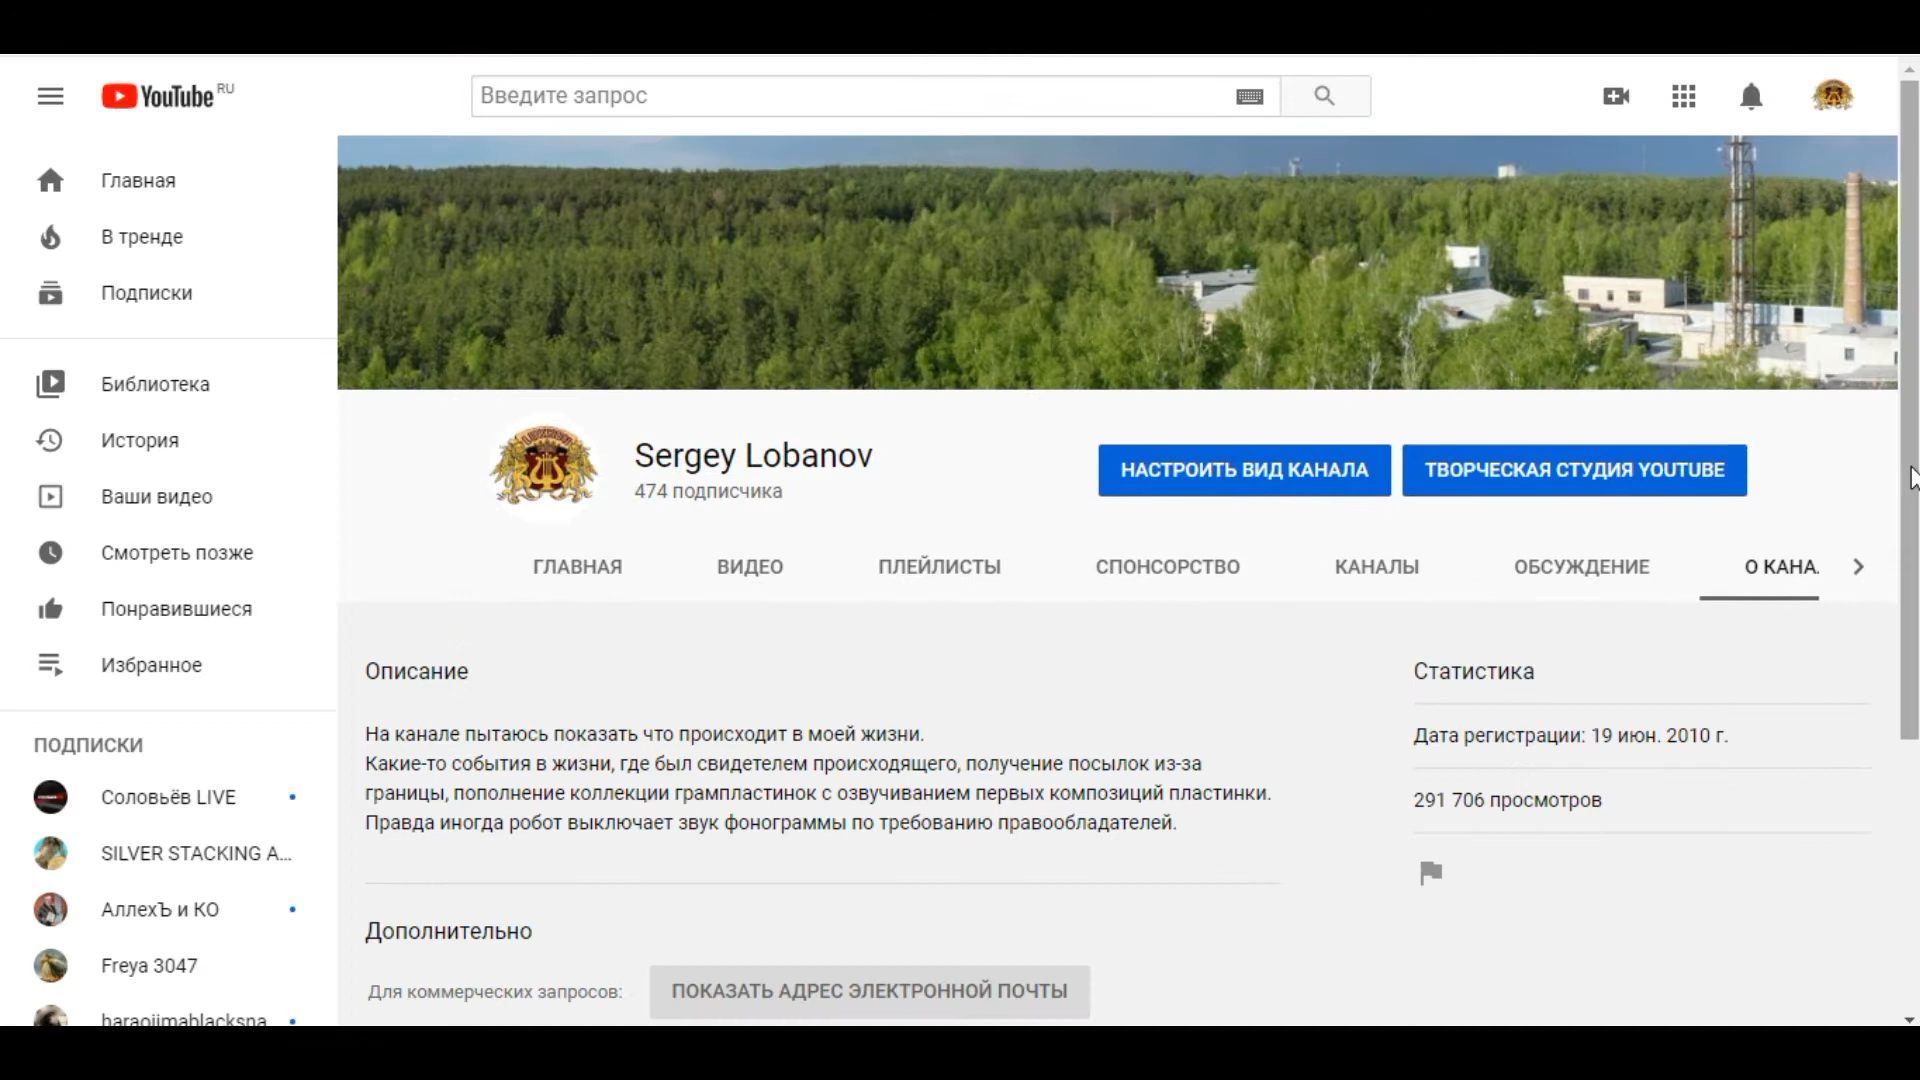 YouTube RU
Введите запрос
Главная
В тренде
Подписки
Библиотека
История
Ваши видео
Смотреть позже
Понравившиеся
Избранное
ПОДПИСКИ
Соловьёв LIVE
SILVER STACKING A...
АллехЪ и КО
Freya 3047
haraojimablacksna
Sergey Lobanov
474 подписчика
НАСТРОИТЬ ВИД КАНАЛА
ТВОРЧЕСКАЯ СТУДИЯ YOUTUBE
ГЛАВНАЯ
ВИДЕО
ПЛЕЙЛИСТЫ
СПОНСОРСТВО
КАНАЛЫ
ОБСУЖДЕНИЕ
О КАНА
Описание
На канале пытаюсь показать что происходит в моей жизни.
Какие-то события в жизни, где был свидетелем происходящего, получение посылок из-за
границы, пополнение коллекции грампластинок с озвучиванием первых композиций пластинки.
Правда иногда робот выключает звук фонограммы по требованию правообладателей.
Дополнительно
Для коммерческих запросов:
ПОКАЗАТЬ АДРЕС ЭЛЕКТРОННОЙ ПОЧТЫ
Статистика
Дата регистрации: 19 июн. 2010 г.
291 706 просмотров